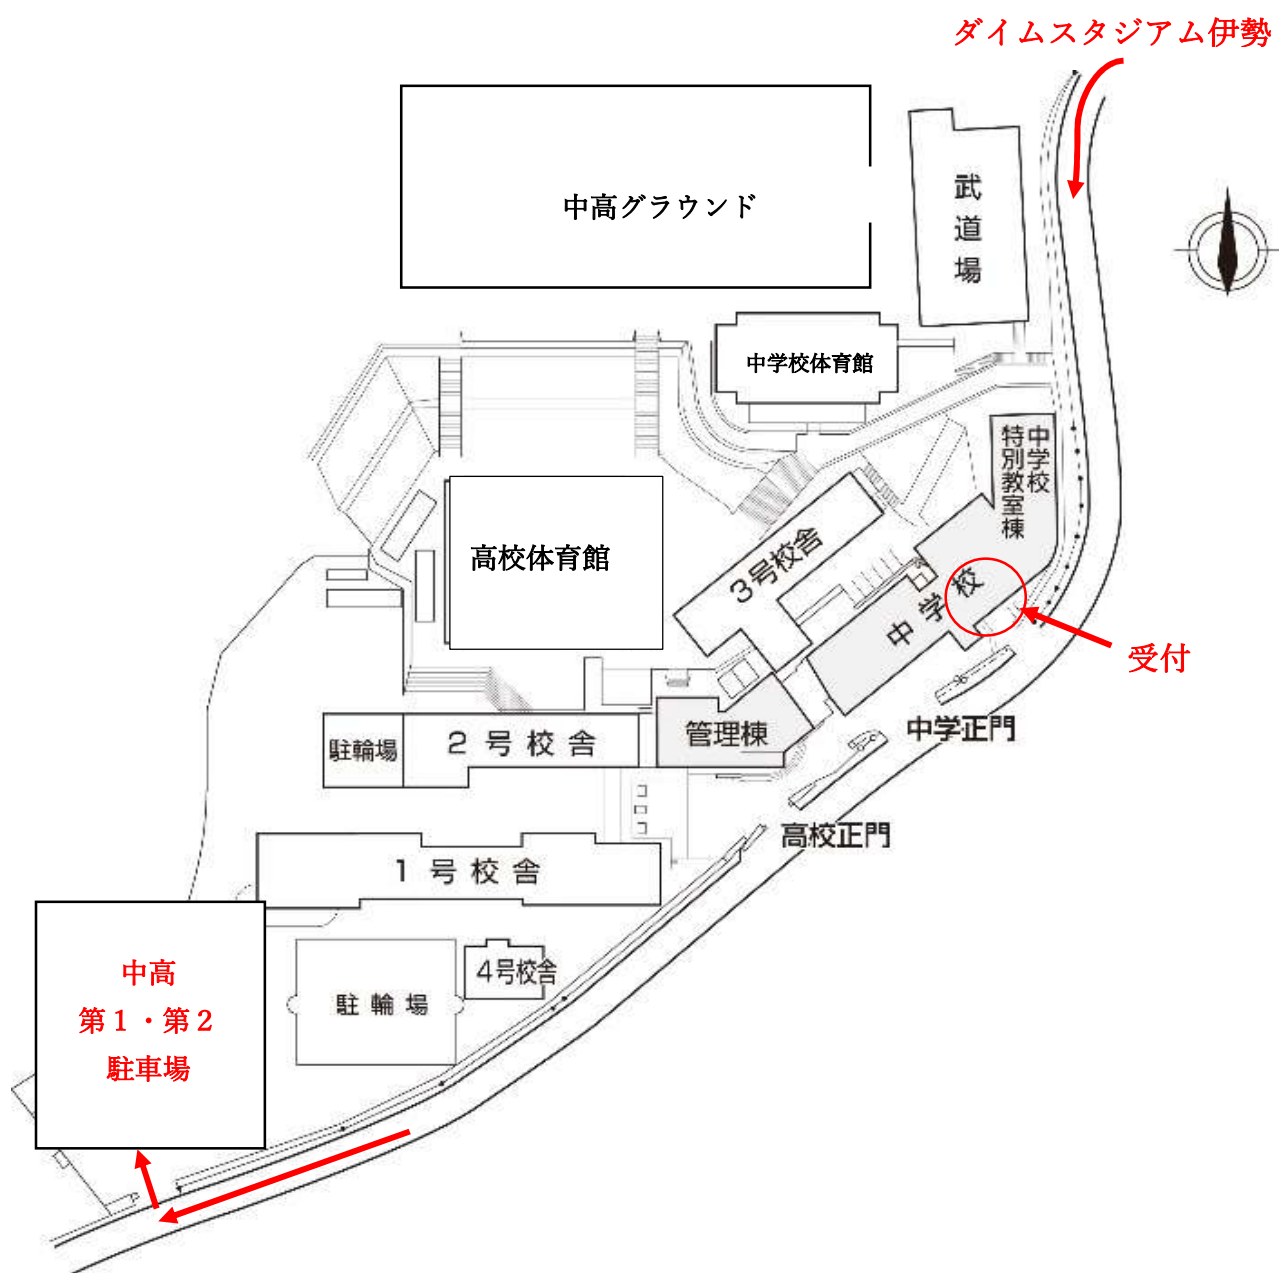 ダイムスタジアム伊勢
中高グラウンド
武道場
中学校体育館
中学校
特別教室棟
高校体育館
3号校舎
中学校
受付
中学正門
管理棟
2号校舎
駐輪場
高校正門
1号校舎
4号校舎
駐輪場
中高
第1・第2
駐車場